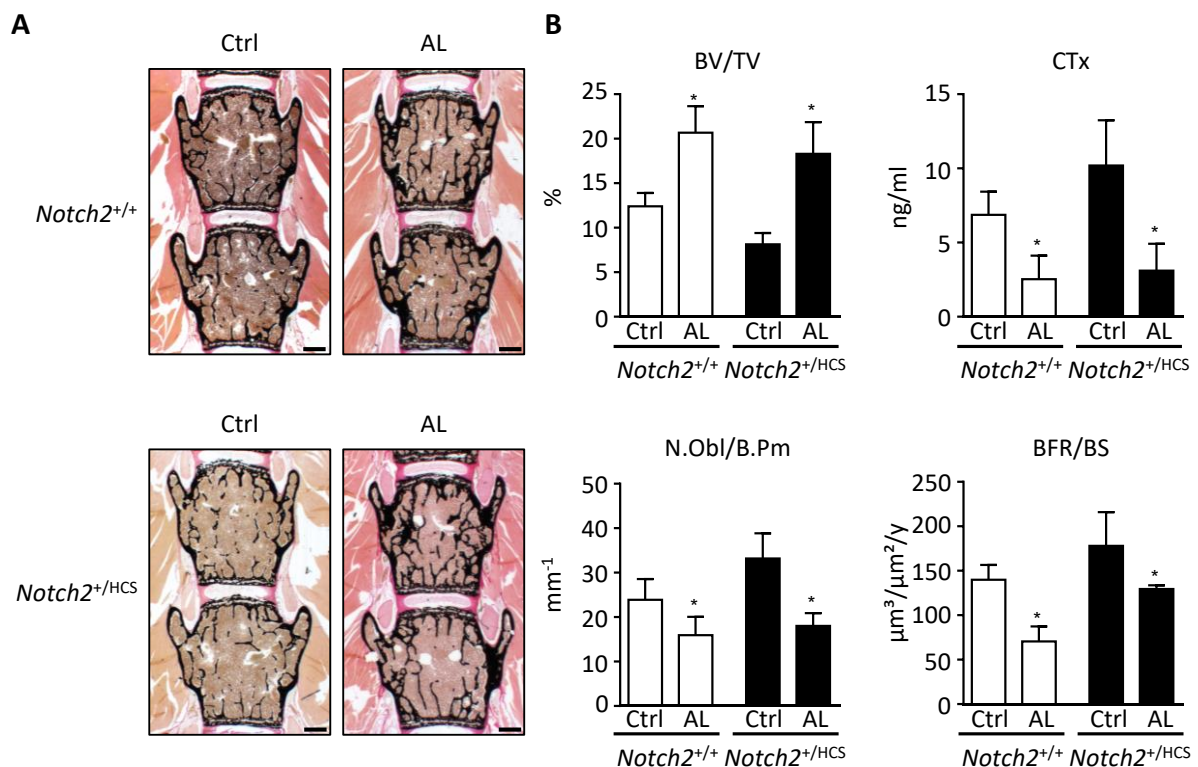 A
Ctrl AL
Notch2+/+
Ctrl AL
Notch2+/HCS
B
BV/TV
%
25
20
15
10
5
0
Ctrl AL Ctrl AL
Notch2+/+ Notch2+/HCS
CTx
ng/ml
15
10
5
0
Ctrl AL Ctrl AL
Notch2+/+ Notch2+/HCS
N.Obl/B.Pm
mm⁻¹
50
40
30
20
10
0
Ctrl AL Ctrl AL
Notch2+/+ Notch2+/HCS
BFR/BS
µm³/µm²/y
250
200
150
100
50
0
Ctrl AL Ctrl AL
Notch2+/+ Notch2+/HCS